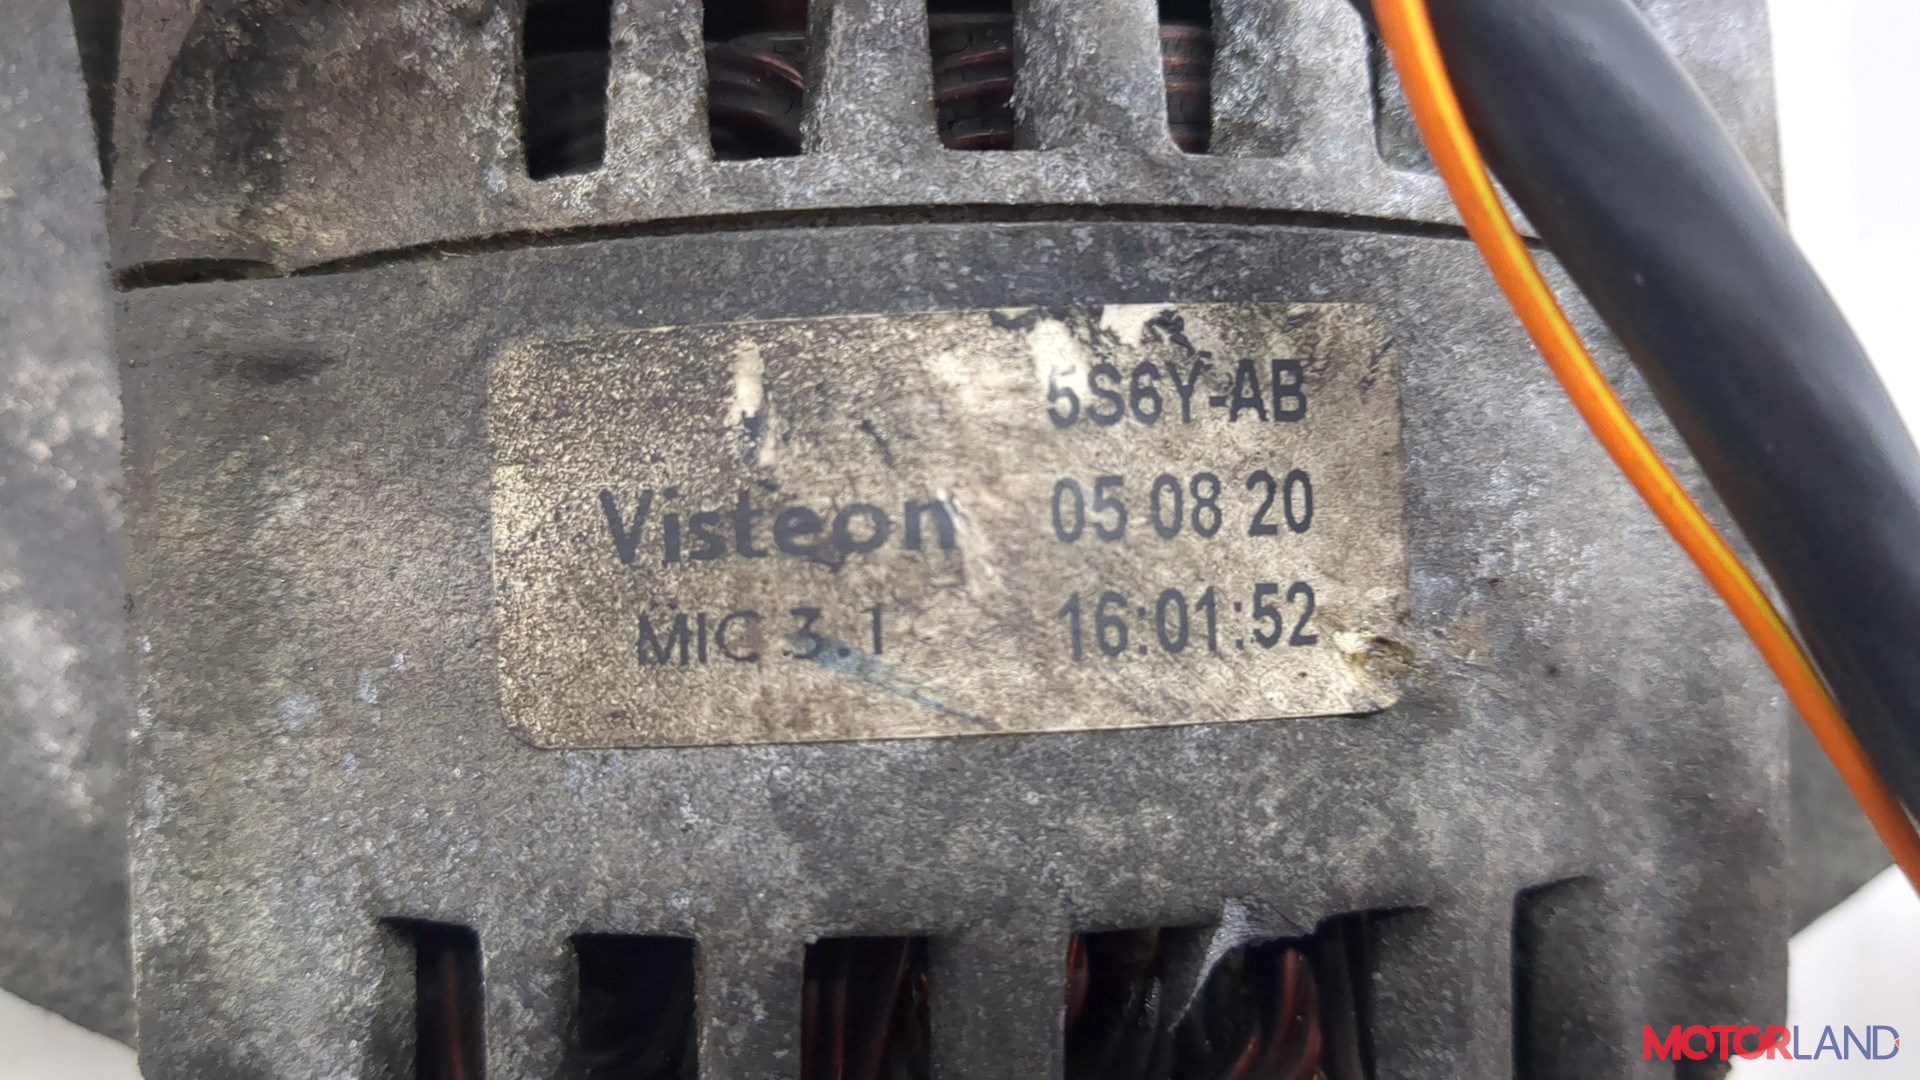 5S6Y-AB
Visteon 05 08 20
MIC 3.1 16:01:52
MOTORLAND